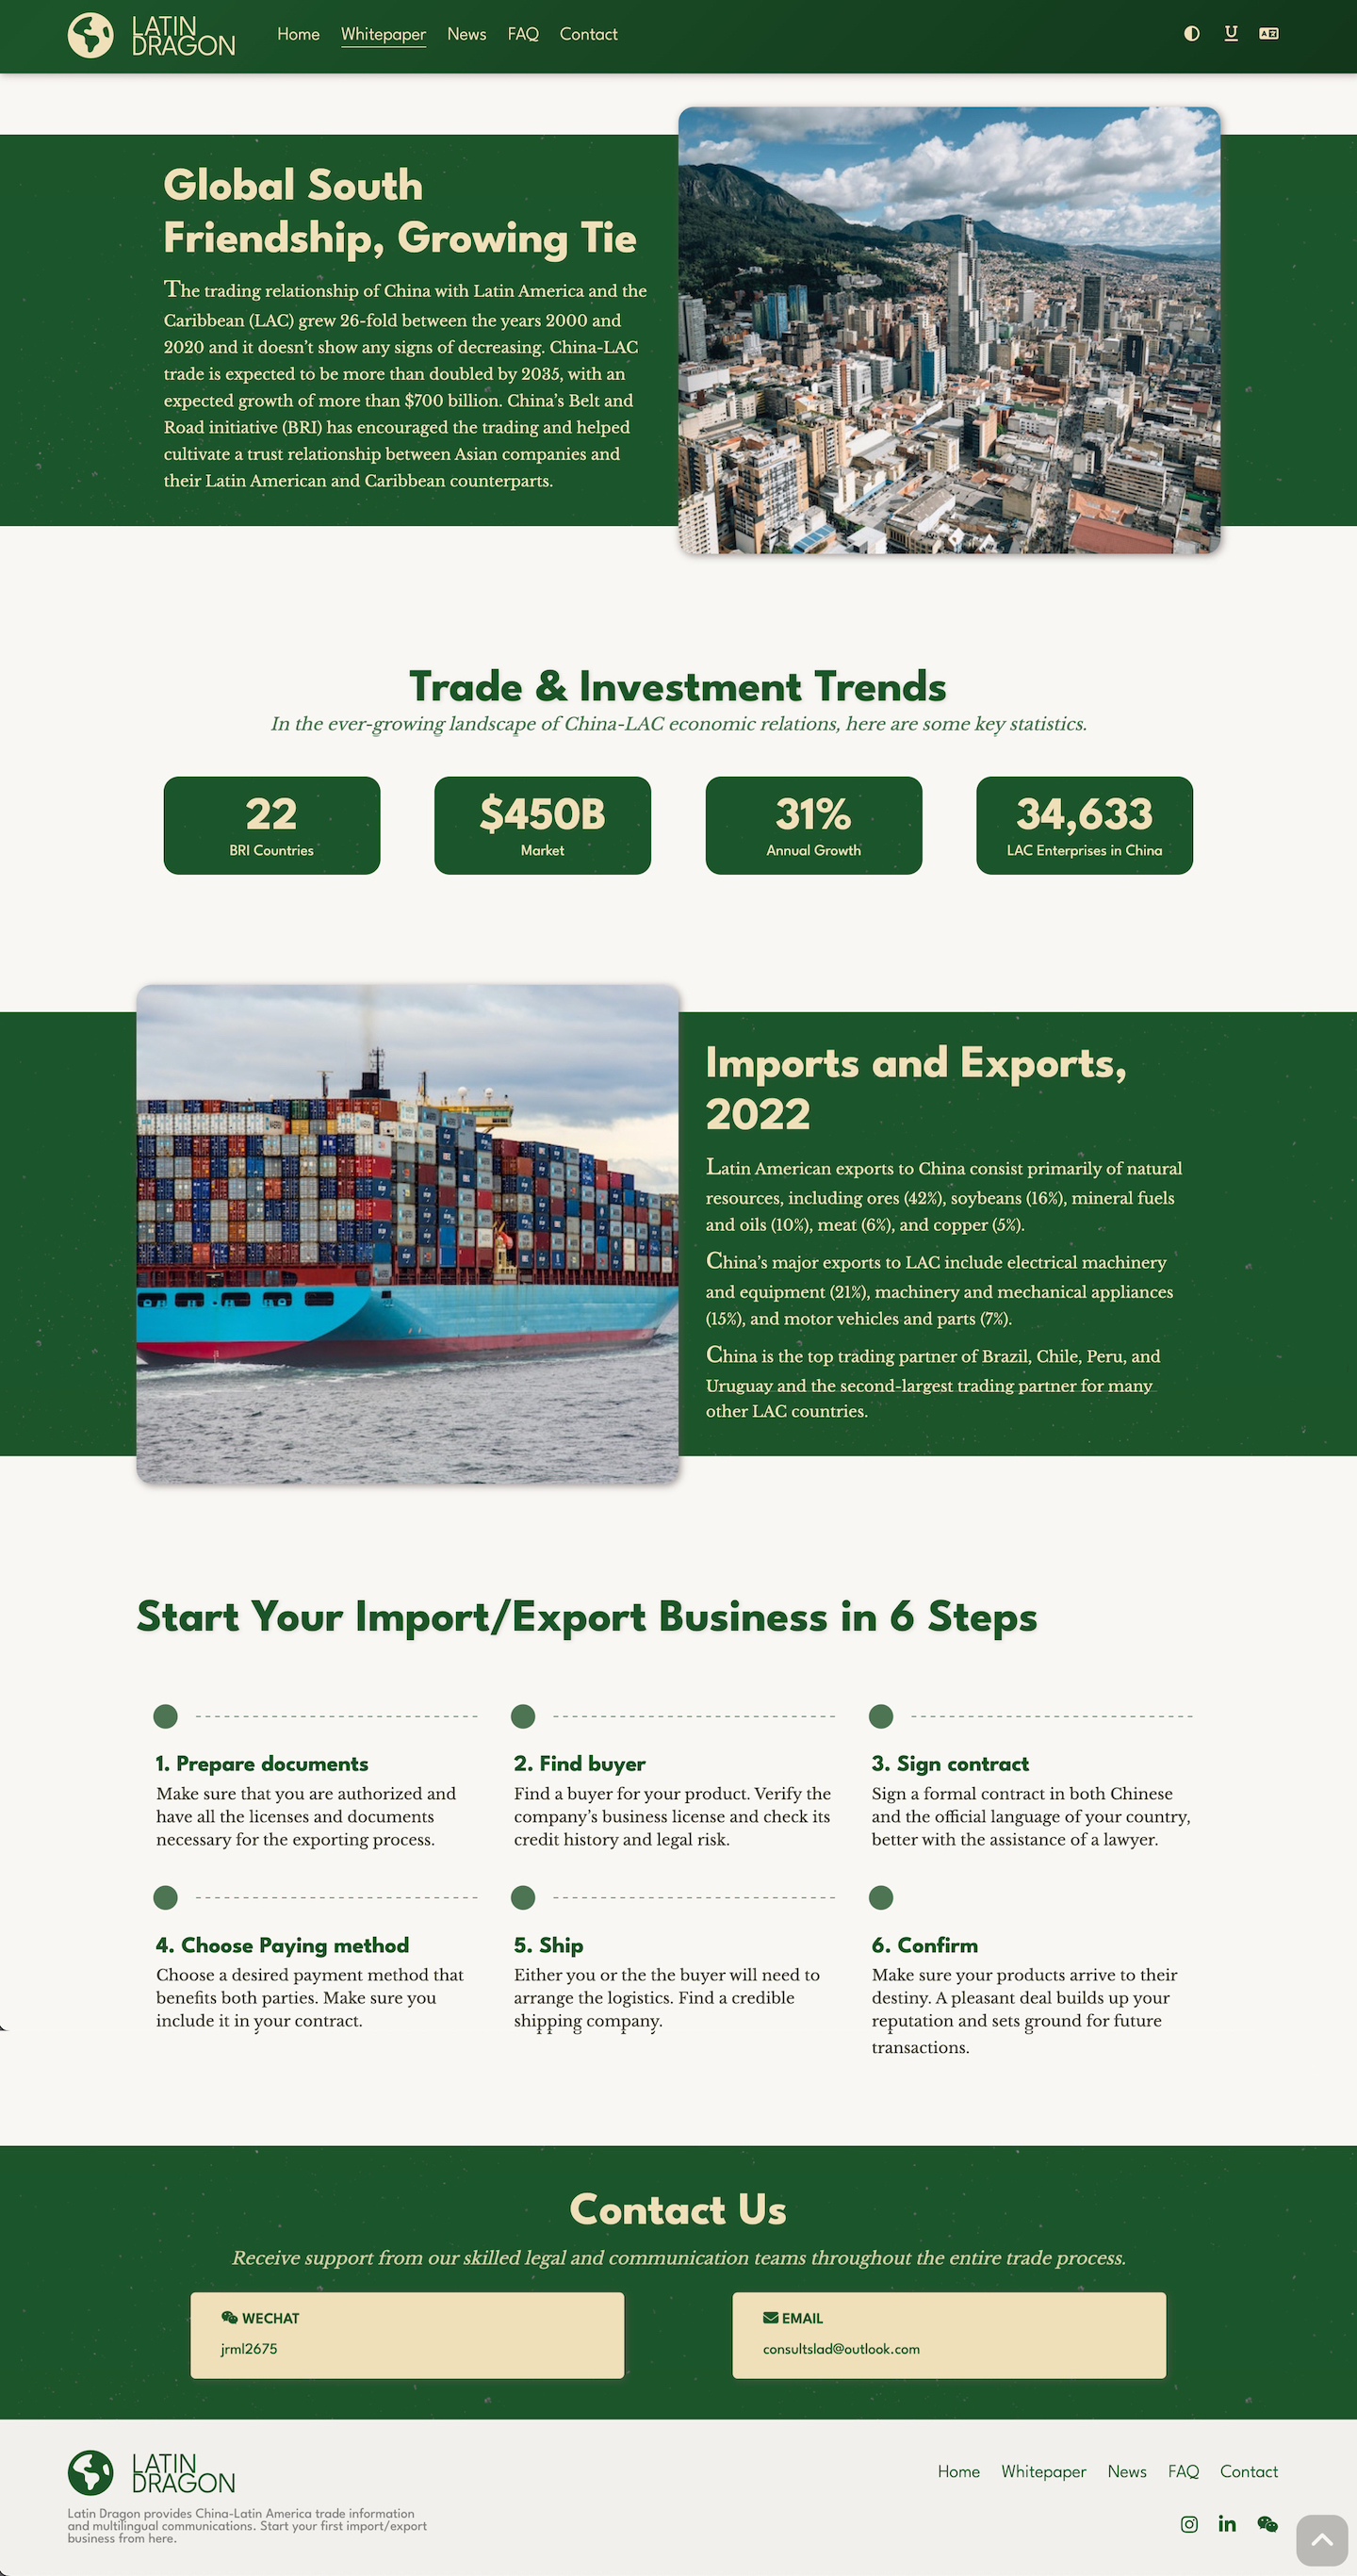 LATIN
DRAGON
Home
Whitepaper
News
FAQ
Contact
Global South
Friendship, Growing Tie
The trading relationship of China with Latin America and the
Caribbean (LAC) grew 26-fold between the years 2000 and
2020 and it doesn't show any signs of decreasing. China-LAC
trade is expected to be more than doubled by 2035, with an
expected growth of more than $700 billion. China's Belt and
Road initiative (BRI) has encouraged the trading and helped
cultivate a trust relationship between Asian companies and
their Latin American and Caribbean counterparts.
Trade & Investment Trends
In the ever-growing landscape of China-LAC economic relations, here are some key statistics.
22
BRI Countries
$450B
Market
31%
Annual Growth
34,633
LAC Enterprises in China
Imports and Exports,
2022
Latin American exports to China consist primarily of natural
resources, including ores (42%), soybeans (16%), mineral fuels
and oils (10%), meat (6%), and copper (5%).
China's major exports to LAC include electrical machinery
and equipment (21%), machinery and mechanical appliances
(15%), and motor vehicles and parts (7%).
China is the top trading partner of Brazil, Chile, Peru, and
Uruguay and the second-largest trading partner for many
other LAC countries.
Start Your Import/Export Business in 6 Steps
1. Prepare documents
Make sure that you are authorized and
have all the licenses and documents
necessary for the exporting process.
2. Find buyer
Find a buyer for your product. Verify the
company's business license and check its
credit history and legal risk.
3. Sign contract
Sign a formal contract in both Chinese
and the official language of your country,
better with the assistance of a lawyer.
4. Choose Paying method
Choose a desired payment method that
benefits both parties. Make sure you
include it in your contract.
5. Ship
Either you or the the buyer will need to
arrange the logistics. Find a credible
shipping company.
6. Confirm
Make sure your products arrive to their
destiny. A pleasant deal builds up your
reputation and sets ground for future
transactions.
Contact Us
Receive support from our skilled legal and communication teams throughout the entire trade process.
WECHAT
jrml2675
EMAIL
consultslad@outlook.com
LATIN
DRAGON
Latin Dragon provides China-Latin America trade information
and multilingual communications. Start your first import/export
business from here.
Home
Whitepaper
News
FAQ
Contact